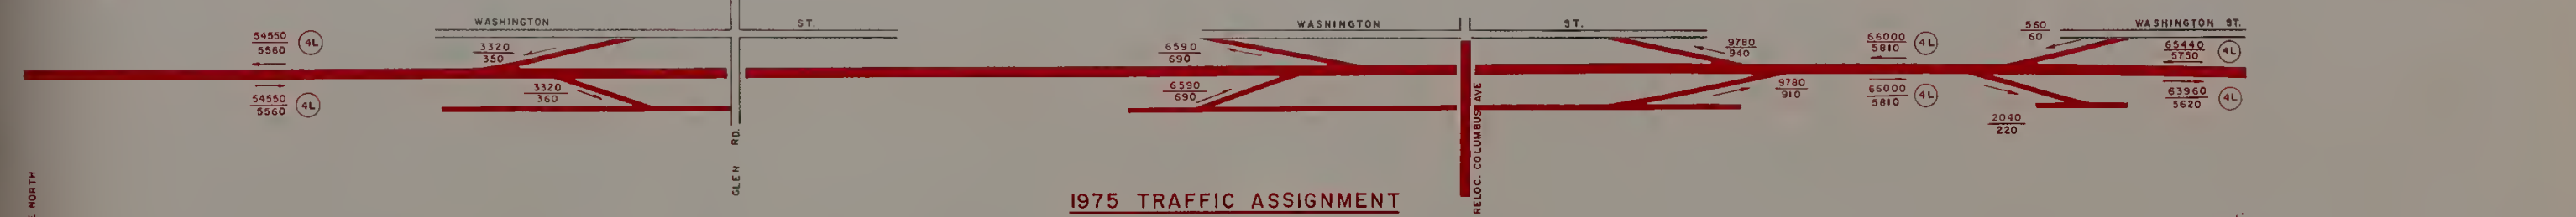 WASHINGTON ST. WASNINGTON ST. WASHINGTON ST.
54550
5560
4L
3320
350
3320
360
54550
5560
4L
GLEN RD.
6590
690
6590
690
RELOC. COLUMBUS AVE
9780
940
9780
910
66000
5810
4L
66000
5810
4L
560
60
65440
5750
4L
63960
5620
4L
2040
220
NORTH
1975 TRAFFIC ASSIGNMENT